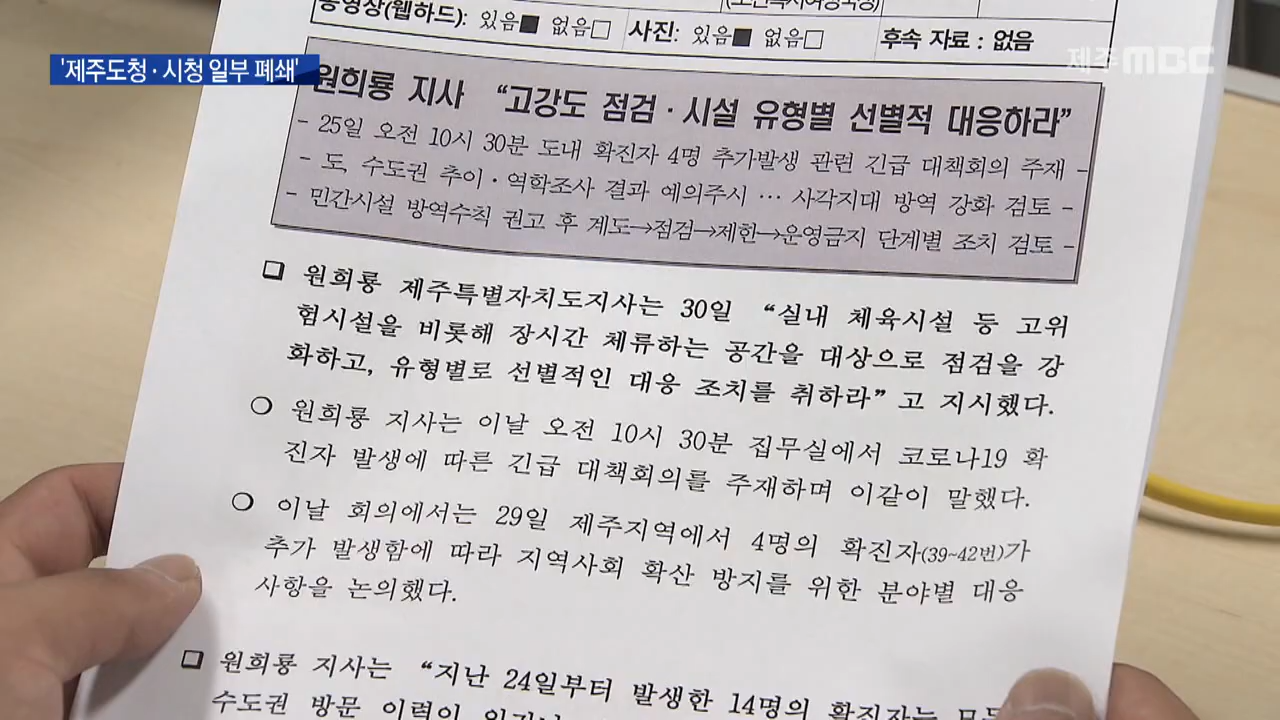 동영상(웹하드): 있음■ 없음□ 사진: 있음■ 없음□ 후속 자료 : 없음
제주MBC
'제주도청·시청 일부 폐쇄'
원희룡 지사 “고강도 점검·시설 유형별 선별적 대응하라”
- 25일 오전 10시 30분 도내 확진자 4명 추가발생 관련 긴급 대책회의 주재 -
- 도, 수도권 추이·역학조사 결과 예의주시 … 사각지대 방역 강화 검토 -
- 민간시설 방역수칙 권고 후 계도→점검→제한→운영금지 단계별 조치 검토 -
❑ 원희룡 제주특별자치도지사는 30일 “실내 체육시설 등 고위
험시설을 비롯해 장시간 체류하는 공간을 대상으로 점검을 강
화하고, 유형별로 선별적인 대응 조치를 취하라”고 지시했다.
❍ 원희룡 지사는 이날 오전 10시 30분 집무실에서 코로나19 확
진자 발생에 따른 긴급 대책회의를 주재하며 이같이 말했다.
❍ 이날 회의에서는 29일 제주지역에서 4명의 확진자(39~42번)가
추가 발생함에 따라 지역사회 확산 방지를 위한 분야별 대응
사항을 논의했다.
❑ 원희룡 지사는 “지난 24일부터 발생한 14명의 확진자는 모두
수도권 방문 이력이